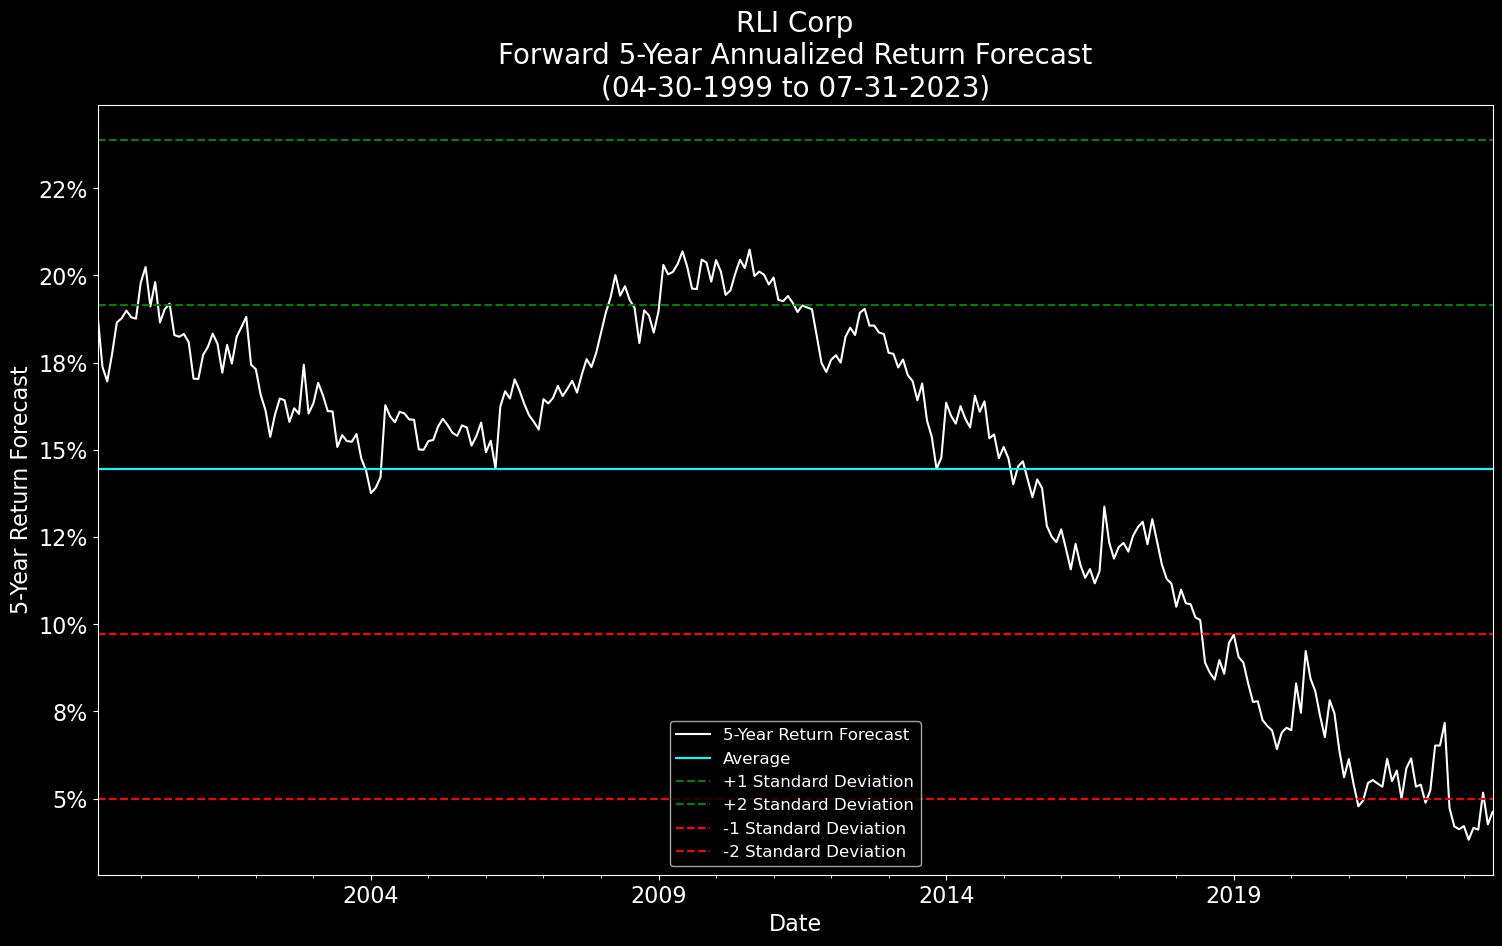 RLI Corp
Forward 5-Year Annualized Return Forecast
(04-30-1999 to 07-31-2023)
5-Year Return Forecast
22%
20%
18%
15%
12%
10%
8%
5%
5-Year Return Forecast
Average
+1 Standard Deviation
+2 Standard Deviation
-1 Standard Deviation
-2 Standard Deviation
2004 2009 2014 2019
Date